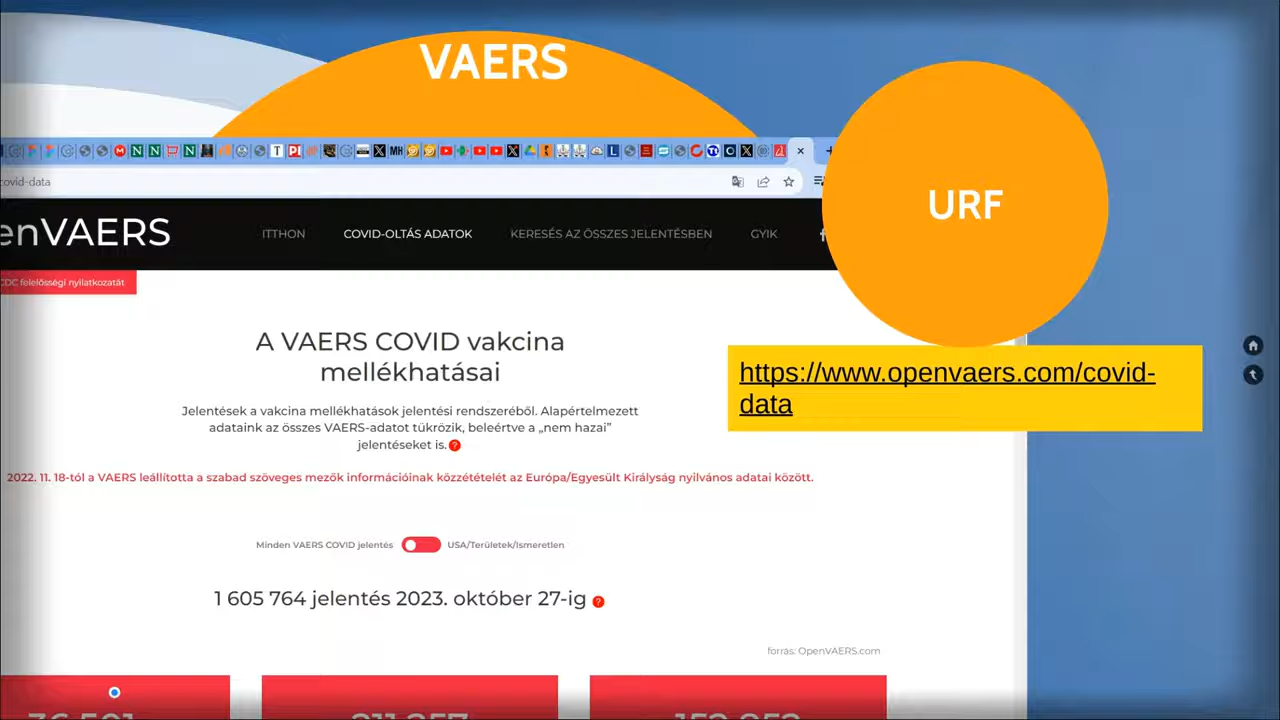 VAERS
URF
covid-data
enVAERS
ITTHON
COVID-OLTÁS ADATOK
KERESÉS AZ ÖSSZES JELENTÉSBEN
GYIK
CDC felelősségi nyilatkozatát
A VAERS COVID vakcina
mellékhatásai
https://www.openvaers.com/covid-
data
Jelentések a vakcina mellékhatások jelentési rendszeréből. Alapértelmezett
adataink az összes VAERS-adatot tükrözik, beleértve a „nem hazai”
jelentéseket is.
2022. 11. 18-tól a VAERS leállította a szabad szöveges mezők információinak közzétételét az Európa/Egyesült Királyság nyilvános adatai között.
Minden VAERS COVID jelentés
USA/Területek/Ismeretlen
1 605 764 jelentés 2023. október 27-ig
forrás: OpenVAERS.com